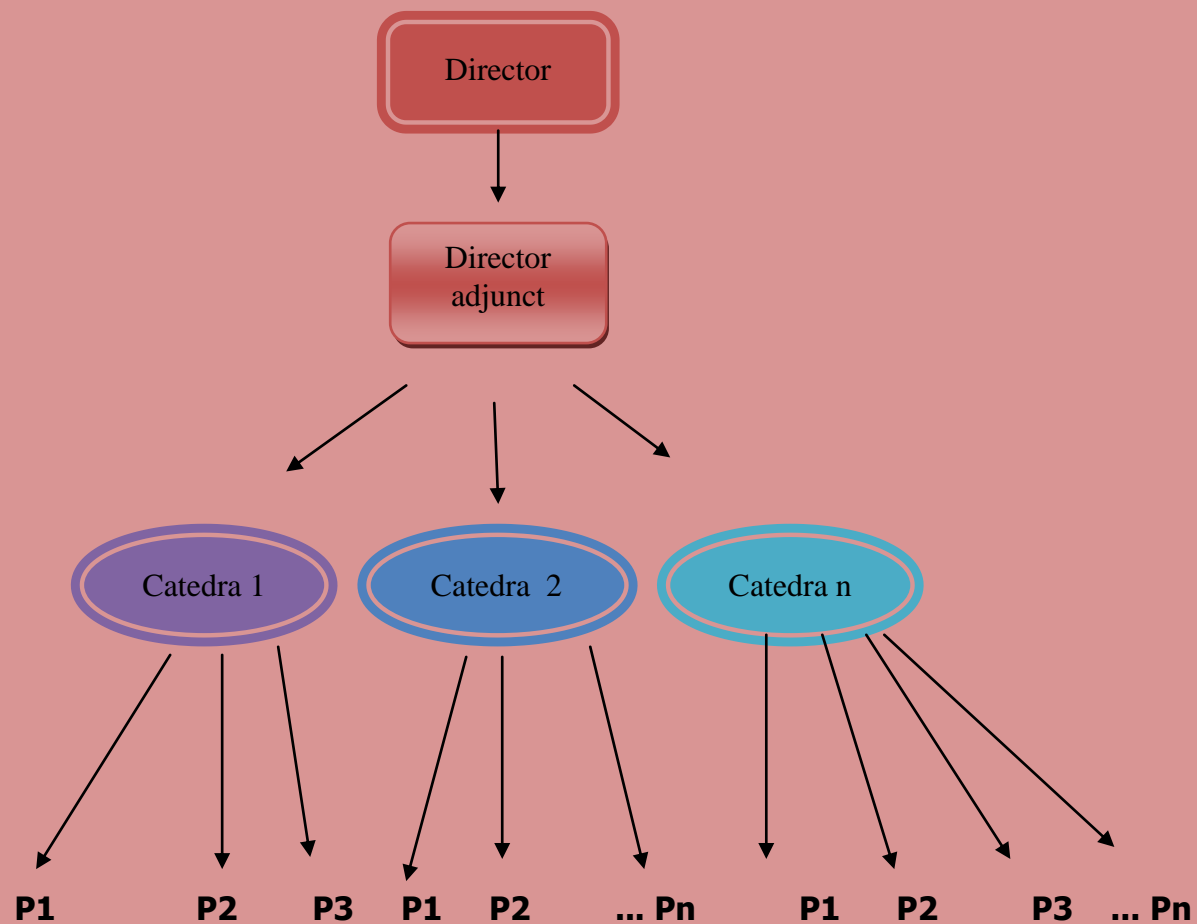 Director
Director
adjunct
Catedra 1
Catedra  2
Catedra n
P1 P2 P3 P1 P2 ... Pn P1 P2 P3 ... Pn